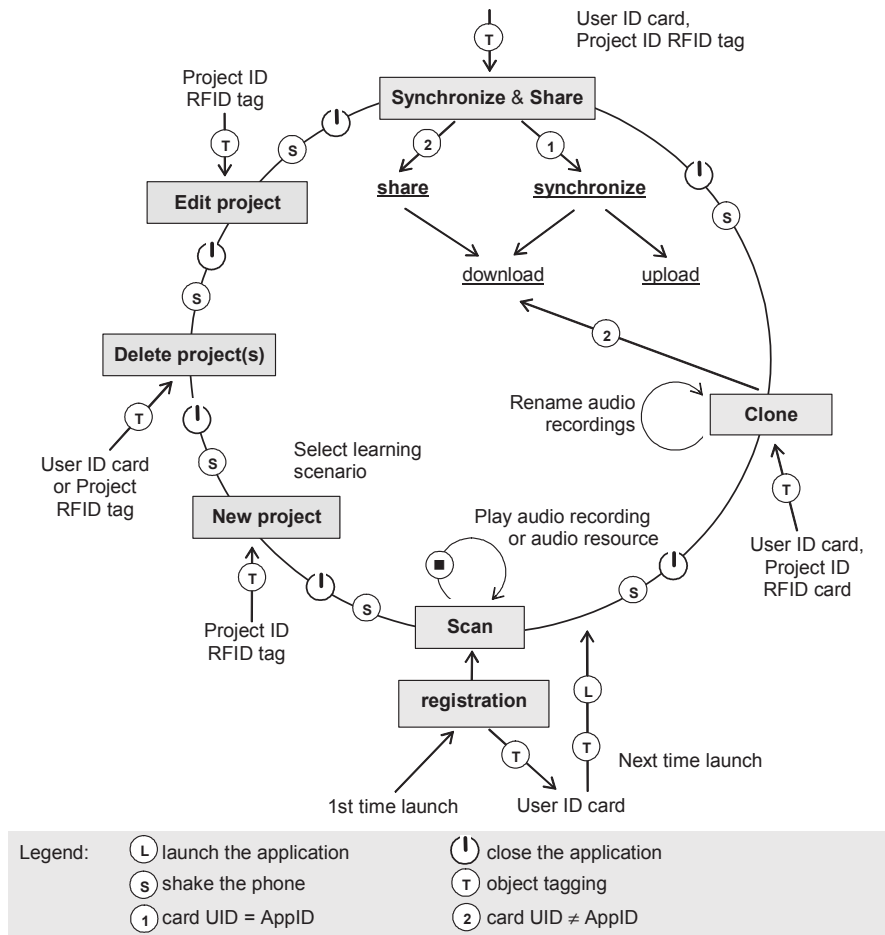 User ID card,
Project ID RFID tag
T
Project ID
RFID tag
Synchronize & Share
T
S
2
1
Edit project
share
synchronize
S
download
upload
S
2
Delete project(s)
T
Rename audio
recordings
Clone
S
Select learning
scenario
User ID card
or Project
RFID tag
New project
T
Play audio recording
or audio resource
User ID card,
Project ID
RFID card
T
S
S
Project ID
RFID tag
Scan
registration
L
T
T
Next time launch
1st time launch
User ID card
Legend:
L launch the application
close the application
S shake the phone
T object tagging
1 card UID = AppID
2 card UID ≠ AppID